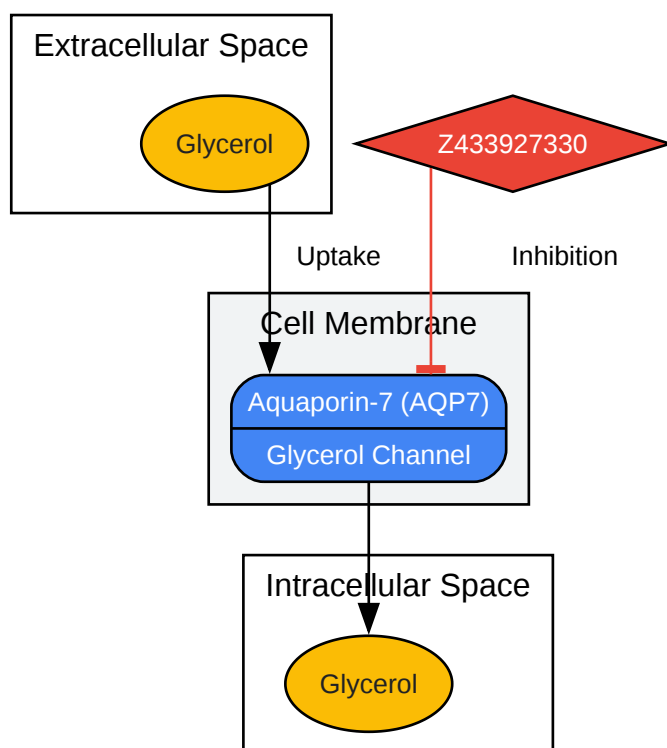 Extracellular Space
Glycerol
Z433927330
Uptake
Inhibition
Cell Membrane
Aquaporin-7 (AQP7)
Glycerol Channel
Intracellular Space
Glycerol